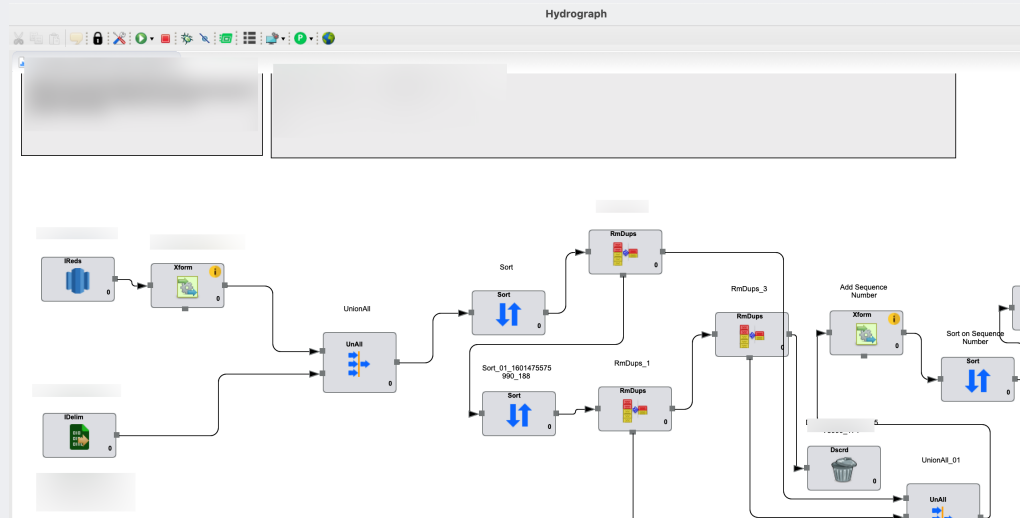 Hydrograph
RmDups
IReds
0
Xform
i
0
0
Sort
Sort
0
UnionAll
UnAll
0
RmDups_3
RmDups
0
Add Sequence
Number
Xform
i
0
Sort on Sequence
Number
Sort
0
Sort_01_1601475575
990_188
Sort
0
RmDups_1
RmDups
0
IDelim
0
Dscrd
0
UnionAll_01
UnAll